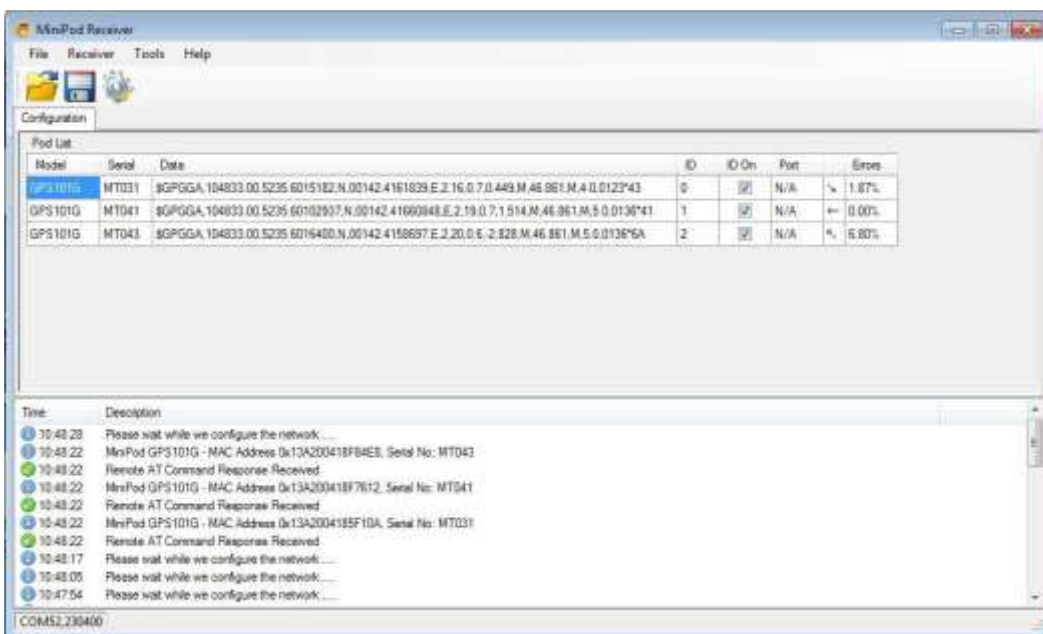 MiniPod Receiver
File Receiver Tools Help
Configuration
Pod List
Model Serial Data ID ID On Port Errors
GPS101G MT031 $GPGGA,104833.00,5235.6015182,N,00142.4161839,E,2,16,0.7,0.449,M,46.861,M,4.0,0123*43 0 N/A ↘ 1.87%
GPS101G MT041 $GPGGA,104833.00,5235.60102937,N,00142.41660848,E,2,19,0.7,1.514,M,46.861,M,5.0,0136*41 1 N/A ← 0.00%
GPS101G MT043 $GPGGA,104833.00,5235.6016400,N,00142.4158697,E,2,20,0.6,-2.828,M,46.861,M,5.0,0136*6A 2 N/A ↖ 6.80%
Time Description
10:48:28 Please wait while we configure the network.....
10:48:22 MiniPod GPS101G - MAC Address 0x13A200418F84E8, Serial No: MT043
10:48:22 Remote AT Command Response Received
10:48:22 MiniPod GPS101G - MAC Address 0x13A200418F7612, Serial No: MT041
10:48:22 Remote AT Command Response Received
10:48:22 MiniPod GPS101G - MAC Address 0x13A2004185F10A, Serial No: MT031
10:48:22 Remote AT Command Response Received
10:48:17 Please wait while we configure the network.....
10:48:05 Please wait while we configure the network.....
10:47:54 Please wait while we configure the network.....
COM52,230400